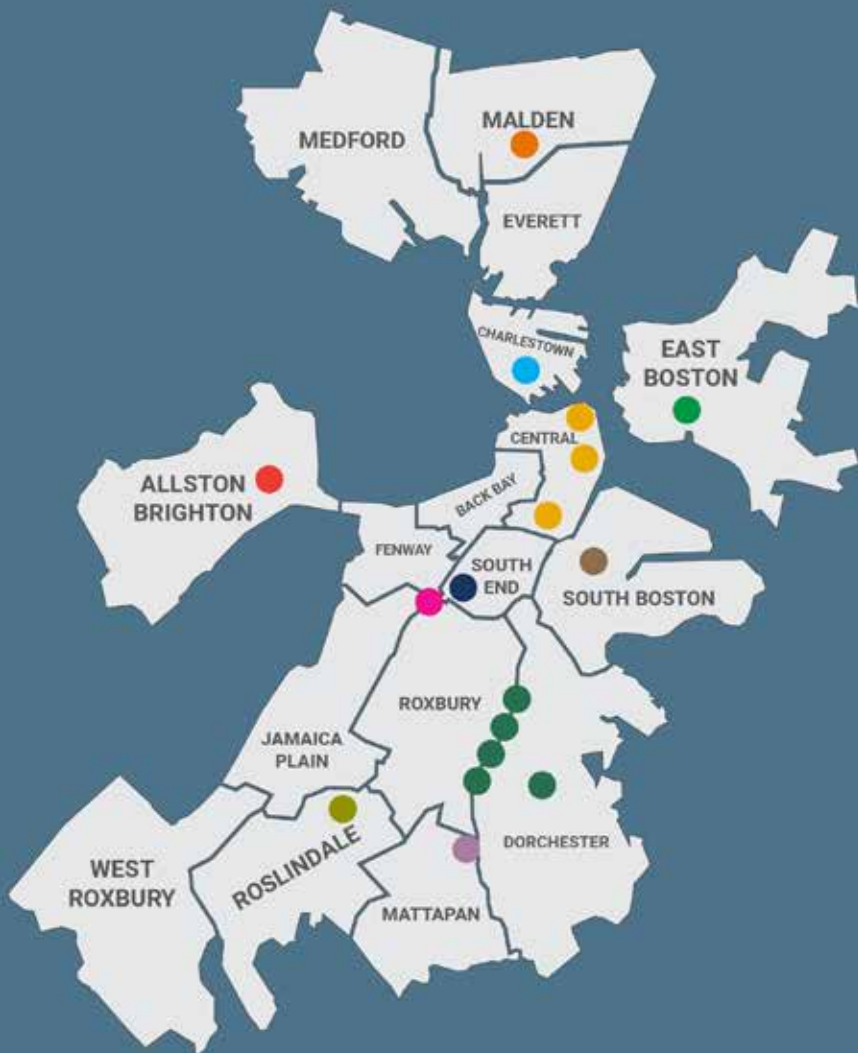 MEDFORD
MALDEN
EVERETT
CHARLESTOWN
EAST
BOSTON
CENTRAL
BACK BAY
ALLSTON
BRIGHTON
FENWAY
SOUTH
END
SOUTH BOSTON
ROXBURY
JAMAICA
PLAIN
WEST
ROXBURY
ROSLINDALE
DORCHESTER
MATTAPAN